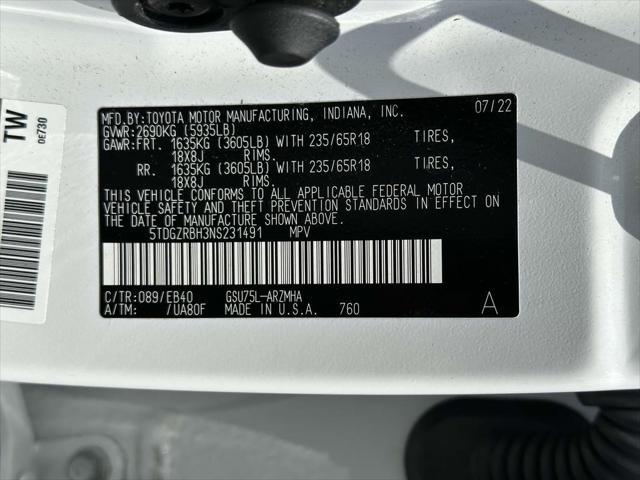 TW
0E730
MFD.BY:TOYOTA MOTOR MANUFACTURING, INDIANA, INC. 07/22
GVWR:2690KG (5935LB)
GAWR:FRT. 1635KG (3605LB) WITH 235/65R18 TIRES,
18X8J RIMS.
RR. 1635KG (3605LB) WITH 235/65R18 TIRES,
18X8J RIMS.
THIS VEHICLE CONFORMS TO ALL APPLICABLE FEDERAL MOTOR
VEHICLE SAFETY AND THEFT PREVENTION STANDARDS IN EFFECT ON
THE DATE OF MANUFACTURE SHOWN ABOVE.
5TDGZRBH3NS231491 MPV
C/TR:089/EB40 GSU75L-ARZMHA
A/TM: /UA80F MADE IN U.S.A. 760 A